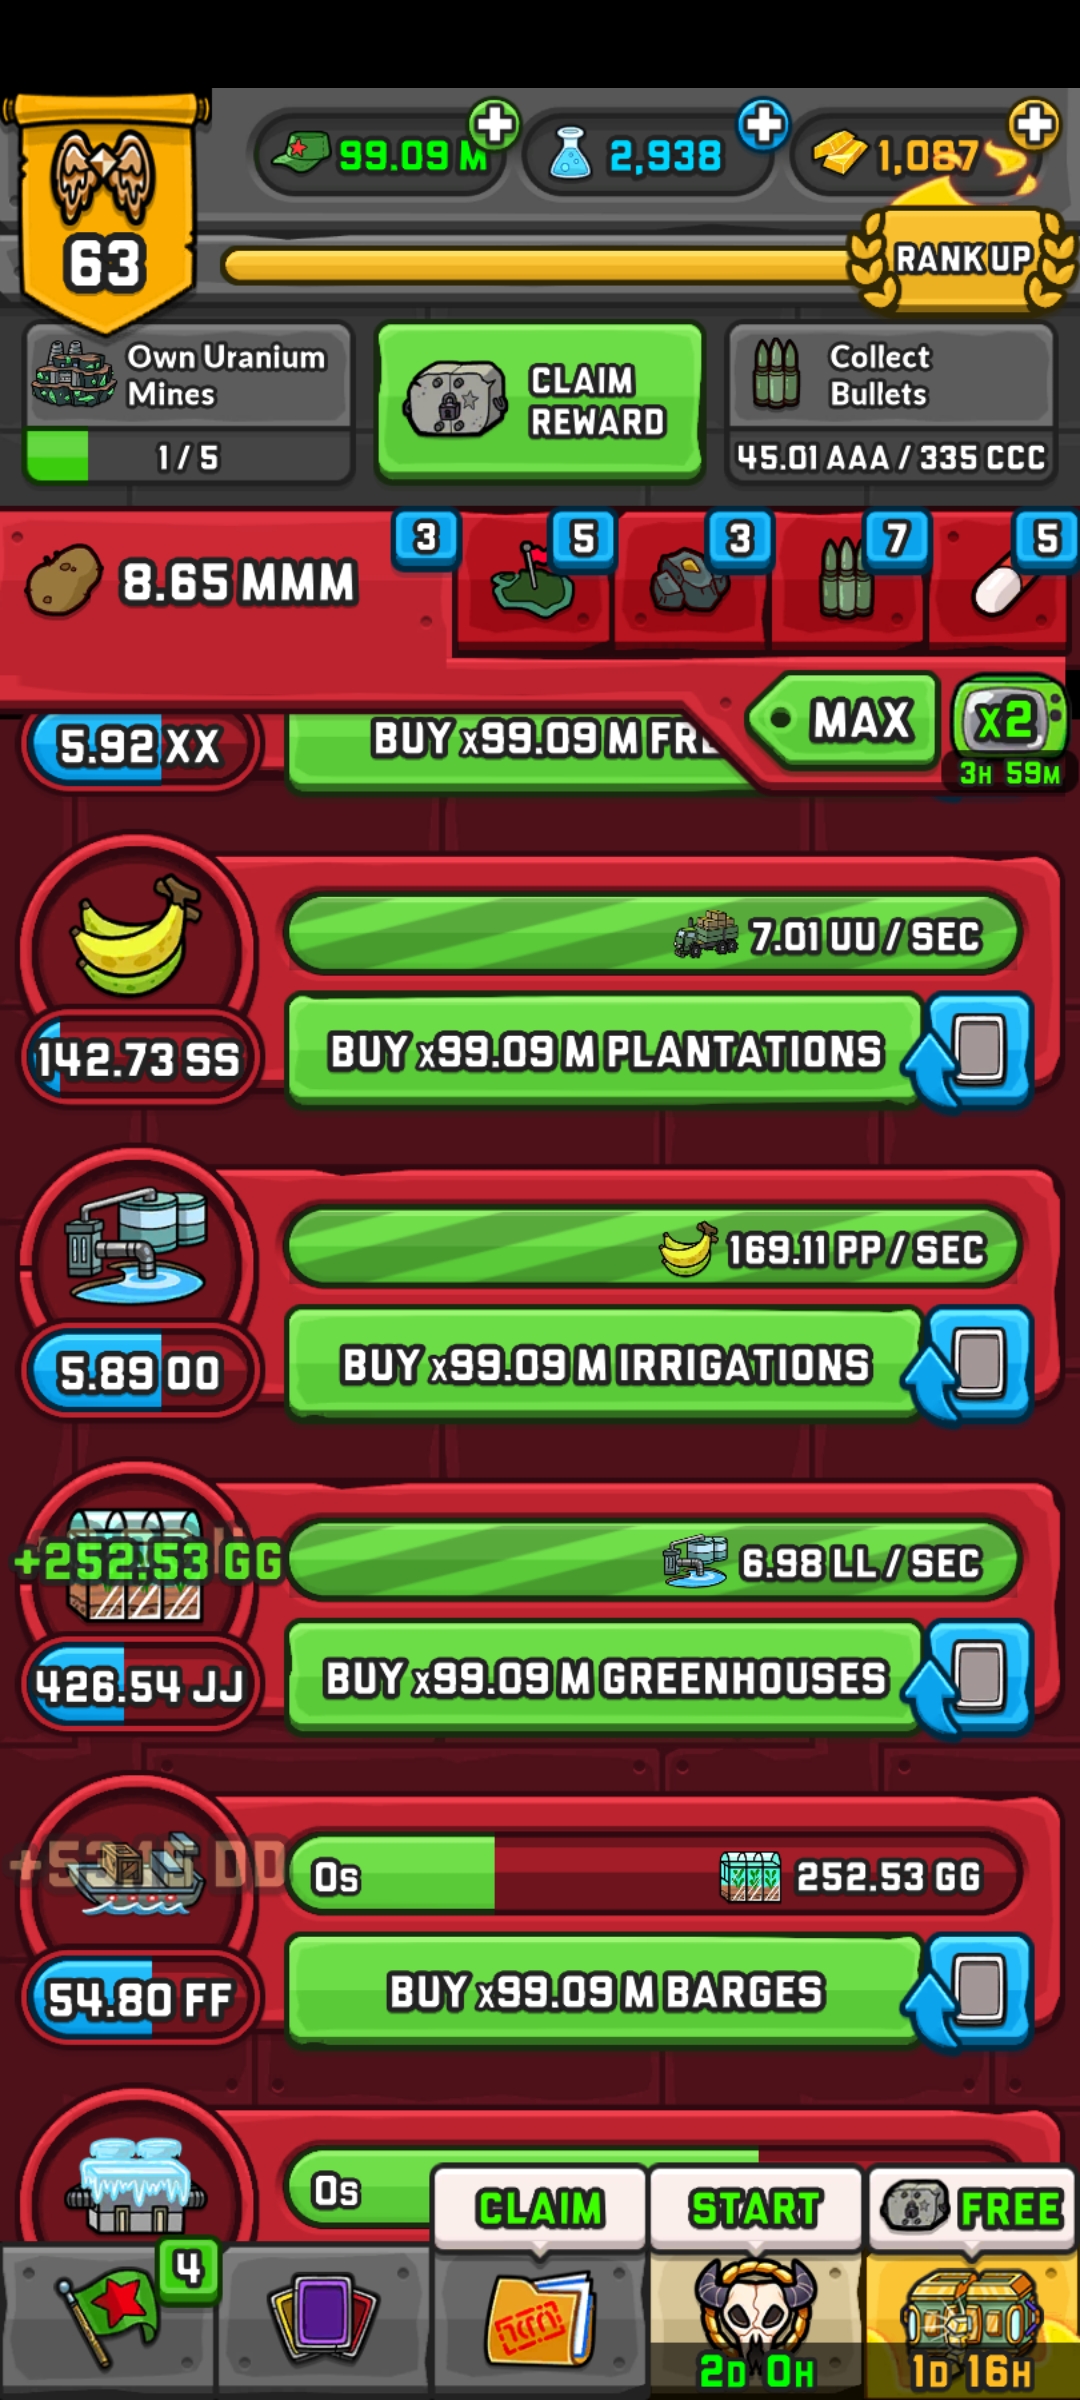 99.09 M
2,938
1,087
63
RANK UP
Own Uranium
Mines
1 / 5
CLAIM
REWARD
Collect
Bullets
45.01 AAA / 335 CCC
8.65 MMM
3
5
3
7
5
MAX
x2
3H 59M
5.92 XX
BUY x99.09 M
7.01 UU / SEC
142.73 SS
BUY x99.09 M PLANTATIONS
169.11 PP / SEC
5.89 OO
BUY x99.09 M IRRIGATIONS
+252.53 GG
6.98 LL / SEC
426.54 JJ
BUY x99.09 M GREENHOUSES
0s
252.53 GG
54.80 FF
BUY x99.09 M BARGES
0s
CLAIM
START
FREE
4
2D 0H
1D 16H